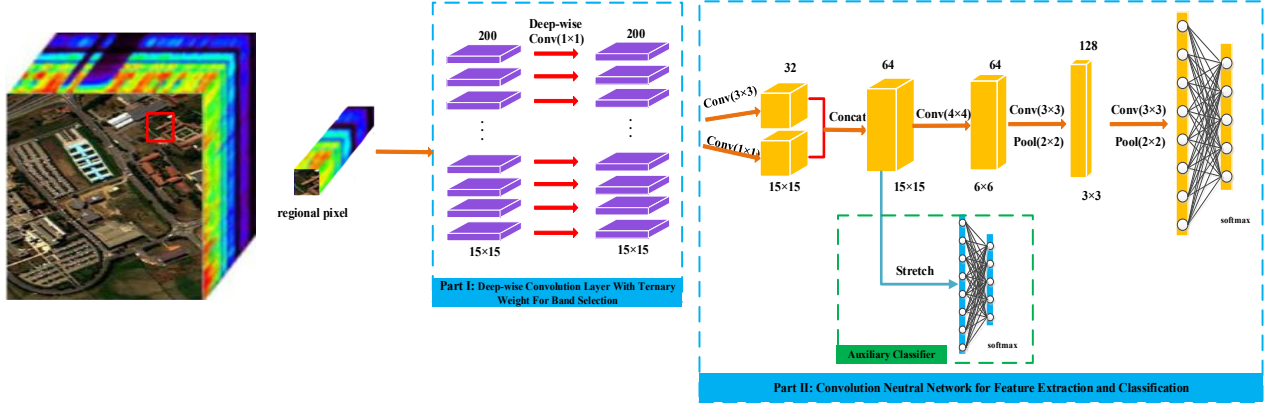 regional pixel
Deep-wise
Conv(1×1)
200
200
15×15
15×15
Part I: Deep-wise Convolution Layer With Ternary
Weight For Band Selection
Conv(3×3)
Conv(1×1)
32
15×15
Concat
64
15×15
Conv(4×4)
64
6×6
Conv(3×3)
Pool(2×2)
128
3×3
Conv(3×3)
Pool(2×2)
softmax
Stretch
softmax
Auxiliary Classifier
Part II: Convolution Neutral Network for Feature Extraction and Classification